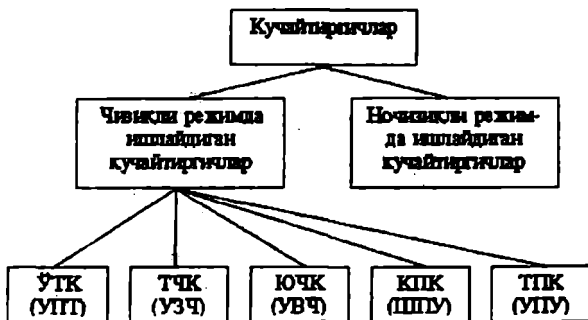 Кучайтиргичлар
Чизиқли режимда
ишлайдиган
кучайтиргичлар
Ночизиқли режим-
да ишлайдиган
кучайтиргичлар
ЎТК
(УПТ)
ТЧК
(УЗЧ)
ЮЧК
(УВЧ)
КПК
(ШПУ)
ТПК
(УПУ)